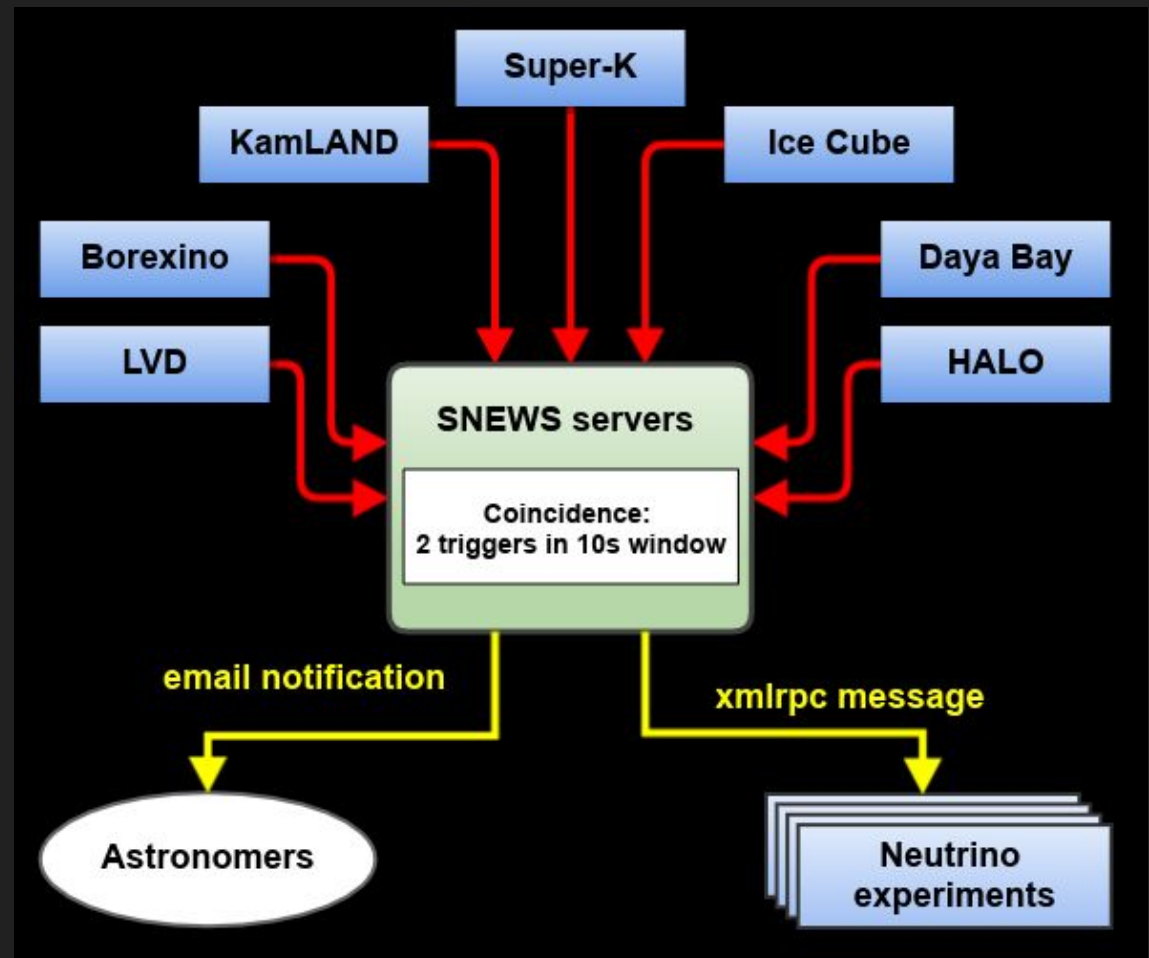 Super-K
KamLAND
Ice Cube
Borexino
Daya Bay
LVD
HALO
SNEWS servers
Coincidence:
2 triggers in 10s window
email notification
xmlrpc message
Astronomers
Neutrino
experiments